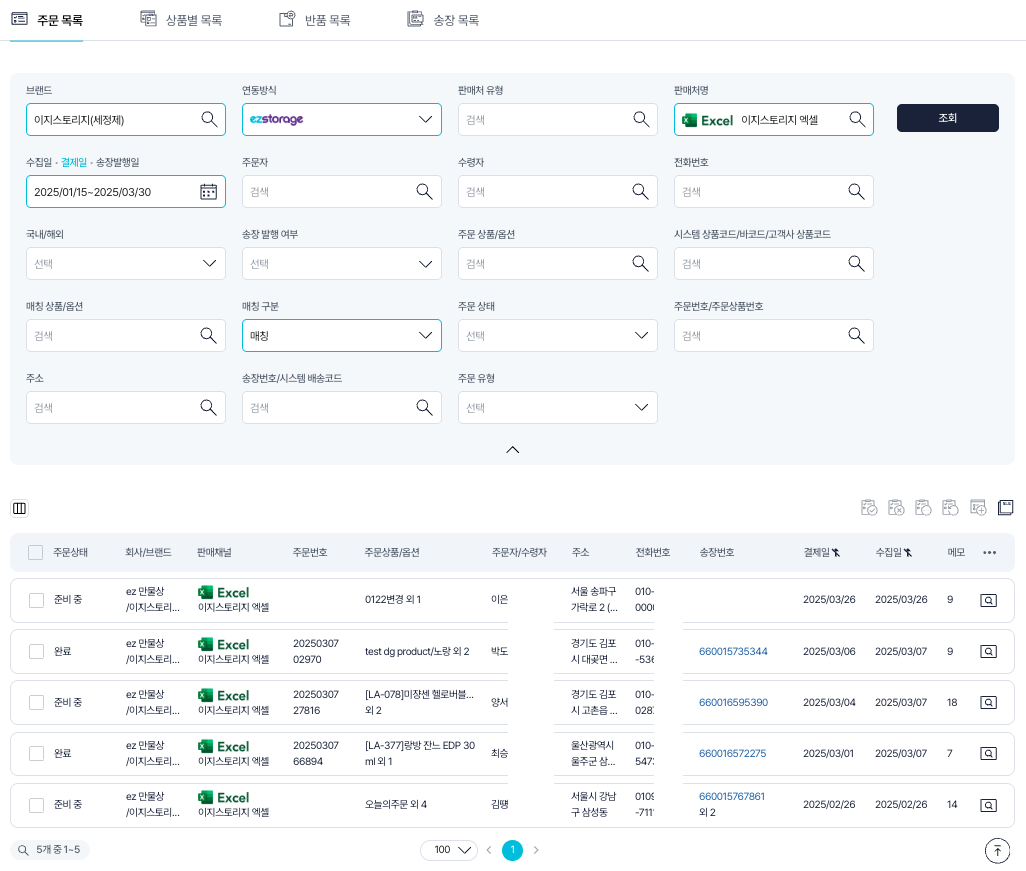 주문 목록
상품별 목록
반품 목록
송장 목록
브랜드
연동방식
판매처 유형
판매처명
이지스토리지(세정제)
ezstorage
검색
Excel 이지스토리지 엑셀
조회
수집일 · 결제일 · 송장발행일
주문자
수령자
전화번호
2025/01/15~2025/03/30
검색
검색
검색
국내/해외
송장 발행 여부
주문 상품/옵션
시스템 상품코드/바코드/고객사 상품코드
선택
선택
검색
검색
매칭 상품/옵션
매칭 구분
주문 상태
주문번호/주문상품번호
검색
매칭
선택
검색
주소
송장번호/시스템 배송코드
주문 유형
검색
검색
선택
주문상태
회사/브랜드
판매채널
주문번호
주문상품/옵션
주문자/수령자
주소
전화번호
송장번호
결제일
수집일
메모
준비 중
ez 만물상
/이지스토리...
Excel
이지스토리지 엑셀
0122변경 외 1
이은
서울 송파구
가락로 2 (...
010-
0000
2025/03/26
2025/03/26
9
완료
ez 만물상
/이지스토리...
Excel
이지스토리지 엑셀
20250307
02970
test dg product/노랑 외 2
박도
경기도 김포
시 대곶면 ...
010-
-536
660015735344
2025/03/06
2025/03/07
9
준비 중
ez 만물상
/이지스토리...
Excel
이지스토리지 엑셀
20250307
27816
[LA-078]미쟝센 헬로버블...
외 2
양서
경기도 김포
시 고촌읍 ...
010-
028
660016595390
2025/03/04
2025/03/07
18
완료
ez 만물상
/이지스토리...
Excel
이지스토리지 엑셀
20250307
66894
[LA-377]랑방 잔느 EDP 30
ml 외 1
최승
울산광역시
울주군 삼...
010-
547
660016572275
2025/03/01
2025/03/07
7
준비 중
ez 만물상
/이지스토리...
Excel
이지스토리지 엑셀
오늘의주문 외 4
김땡
서울시 강남
구 삼성동
0109
-711
660015767861
외 2
2025/02/26
2025/02/26
14
5개 중 1~5
100
1